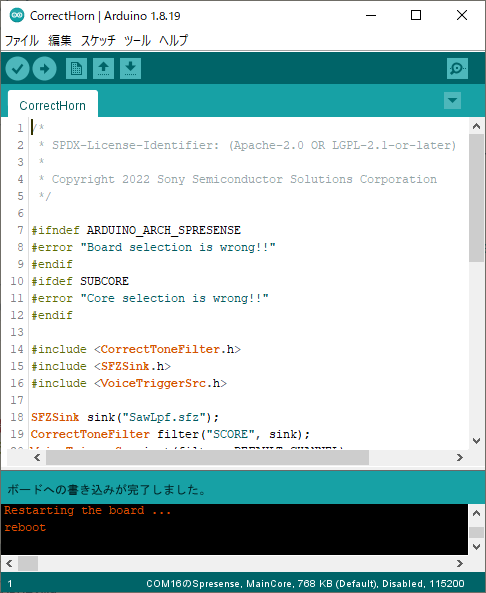 CorrectHorn | Arduino 1.8.19
ファイル 編集 スケッチ ツール ヘルプ
CorrectHorn
1 /*
2 * SPDX-License-Identifier: (Apache-2.0 OR LGPL-2.1-or-later)
3 *
4 * Copyright 2022 Sony Semiconductor Solutions Corporation
5 */
6
7 #ifndef ARDUINO_ARCH_SPRESENSE
8 #error "Board selection is wrong!!"
9 #endif
10 #ifdef SUBCORE
11 #error "Core selection is wrong!!"
12 #endif
13
14 #include <CorrectToneFilter.h>
15 #include <SFZSink.h>
16 #include <VoiceTriggerSrc.h>
17
18 SFZSink sink("SawLpf.sfz");
19 CorrectToneFilter filter("SCORE", sink);
ボードへの書き込みが完了しました。
Restarting the board ...
reboot
1 COM16のSpresense, MainCore, 768 KB (Default), Disabled, 115200